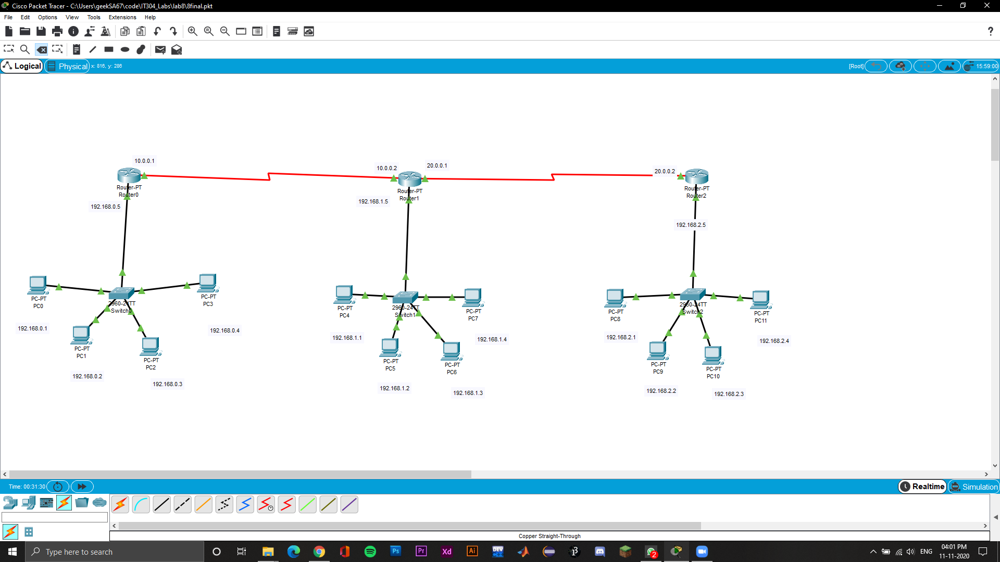 Cisco Packet Tracer - C:\Users\geekSA67\code\IT304_Labs\lab8\8final.pkt
File Edit Options View Tools Extensions Help
?
Logical Physical x: 816, y: 286 [Root] 15:59:00
10.0.0.1
10.0.0.2
20.0.0.1
20.0.0.2
Router-PT
Router0
Router-PT
Router1
Router-PT
Router2
192.168.0.5
192.168.1.5
192.168.2.5
PC-PT
PC0
2960-24TT
Switch0
PC-PT
PC3
192.168.0.1
192.168.0.4
PC-PT
PC1
PC-PT
PC2
192.168.0.2
192.168.0.3
PC-PT
PC4
2960-24TT
Switch1
PC-PT
PC7
192.168.1.1
192.168.1.4
PC-PT
PC5
PC-PT
PC6
192.168.1.2
192.168.1.3
PC-PT
PC8
2960-24TT
Switch2
PC-PT
PC11
192.168.2.1
192.168.2.4
PC-PT
PC9
PC-PT
PC10
192.168.2.2
192.168.2.3
Time: 00:31:30
Realtime Simulation
Copper Straight-Through
Type here to search
Ps Pr Xd Ai DEV 2
ENG
04:01 PM
11-11-2020